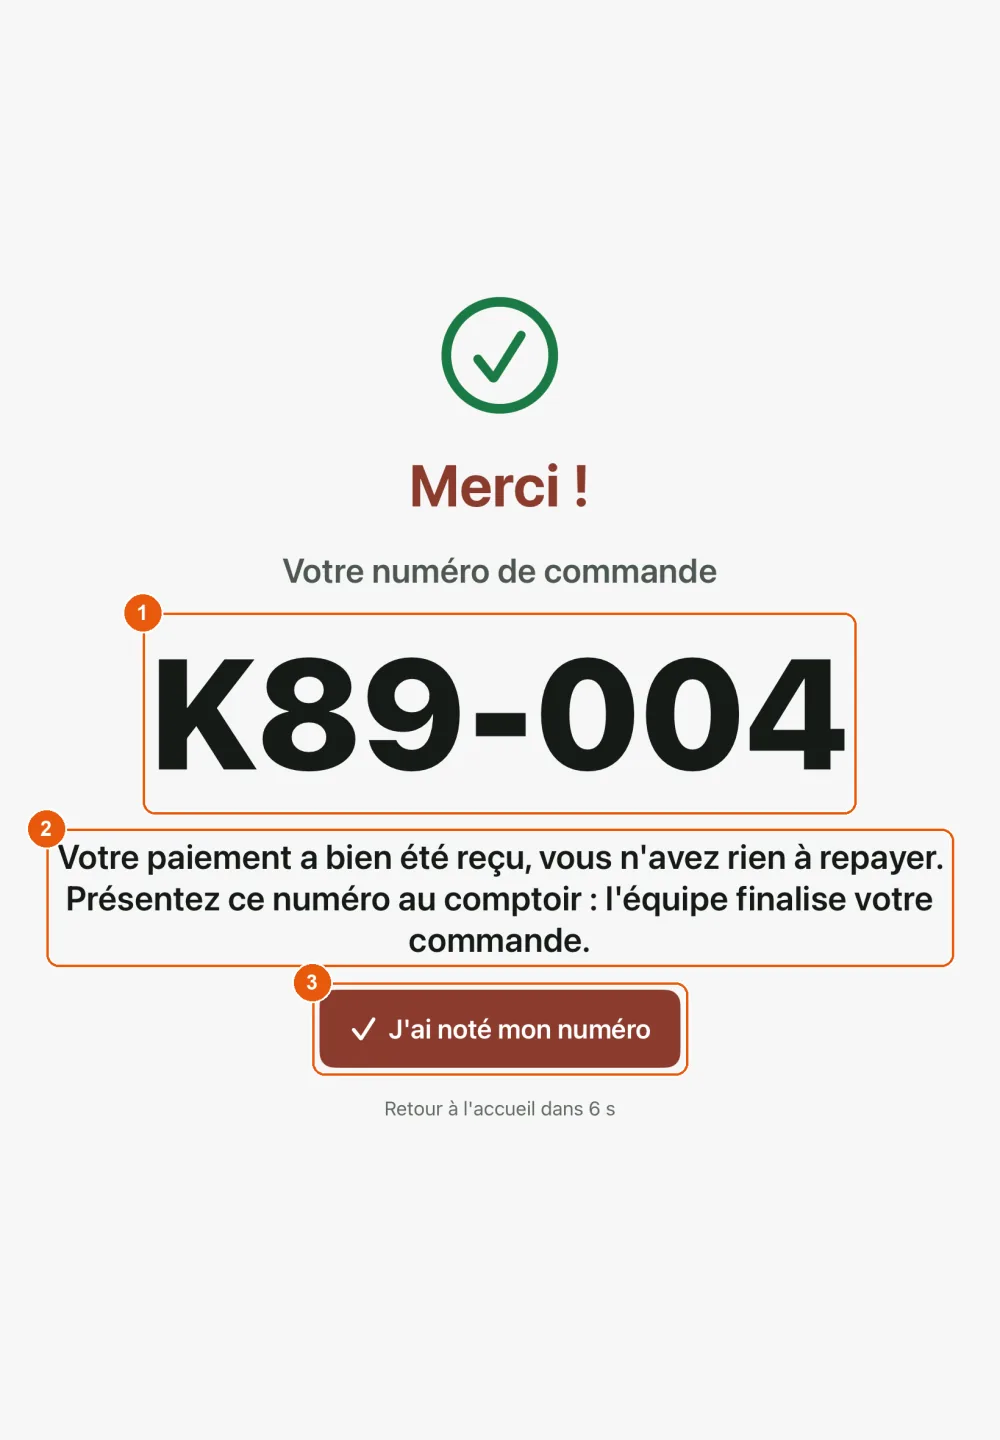 Merci !
Votre numéro de commande
1
K89-004
2
Votre paiement a bien été reçu, vous n'avez rien à repayer.
Présentez ce numéro au comptoir : l'équipe finalise votre
commande.
3
J'ai noté mon numéro
Retour à l'accueil dans 6 s